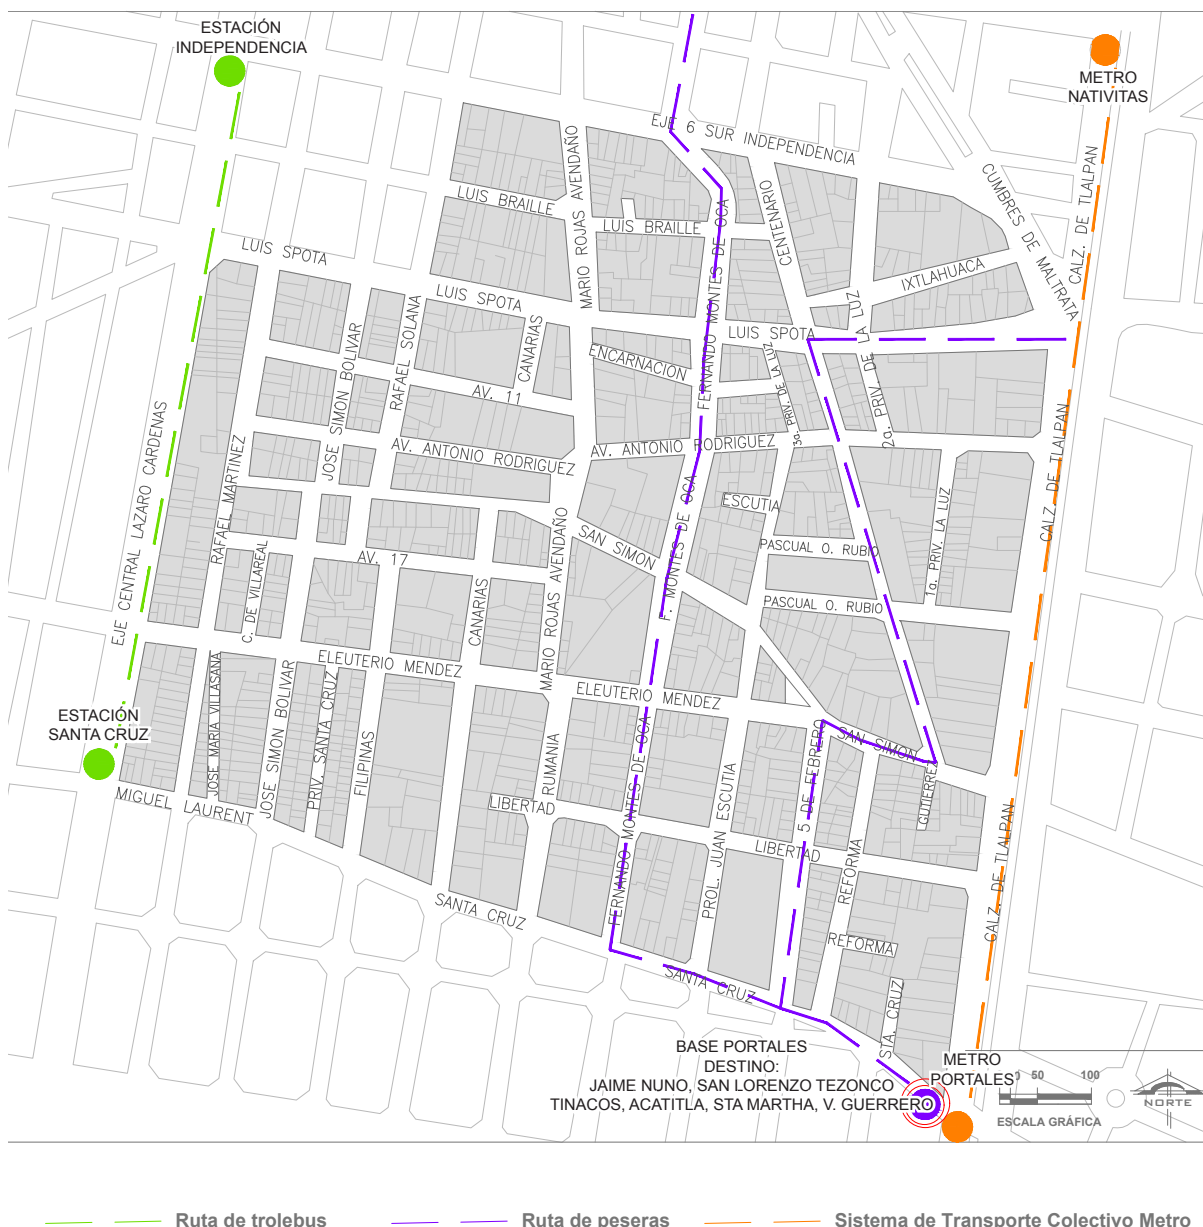 ESTACIÓN
INDEPENDENCIA
METRO
NATIVITAS
EJE 6 SUR INDEPENDENCIA
MARIO ROJAS AVENDAÑO
LUIS BRAILLE
LUIS BRAILLE
CENTENARIO
FERNANDO MONTES DE OCA
CUMBRES DE MALTRATA
CALZ. DE TLALPAN
IXTLAHUACA
LUIS SPOTA
LUIS SPOTA
LUIS SPOTA
CANARIAS
RAFAEL SOLANA
JOSE SIMON BOLIVAR
ENCARNACIÓN
3a. PRIV. DE LA LUZ
2a. PRIV. DE LA LUZ
AV. 11
AV. ANTONIO RODRIGUEZ
AV. ANTONIO RODRIGUEZ
EJE CENTRAL LAZARO CARDENAS
RAFAEL MARTINEZ
CALZ. DE TLALPAN
ESCUTIA
SAN SIMON
F. MONTES DE OCA
MARIO ROJAS AVENDAÑO
1a. PRIV. LA LUZ
PASCUAL O. RUBIO
PASCUAL O. RUBIO
AV. 17
C. DE VILLAREAL
CANARIAS
ELEUTERIO MENDEZ
ELEUTERIO MENDEZ
JOSE MARIA VILLASANA
JOSE SIMON BOLIVAR
PRIV. SANTA CRUZ
FILIPINAS
RUMANIA
FERNANDO MONTES DE OCA
PROL. JUAN ESCUTIA
5 DE FEBRERO
SAN SIMON
GUTIERREZ
ESTACIÓN
SANTA CRUZ
MIGUEL LAURENT
LIBERTAD
LIBERTAD
REFORMA
REFORMA
CALZ. DE TLALPAN
SANTA CRUZ
SANTA CRUZ
STA. CRUZ
BASE PORTALES
DESTINO:
JAIME NUNO, SAN LORENZO TEZONCO
TINACOS, ACATITLA, STA MARTHA, V. GUERRERO
METRO
PORTALES
0 50 100
ESCALA GRÁFICA
NORTE
Ruta de trolebus
Ruta de peseras
Sistema de Transporte Colectivo Metro